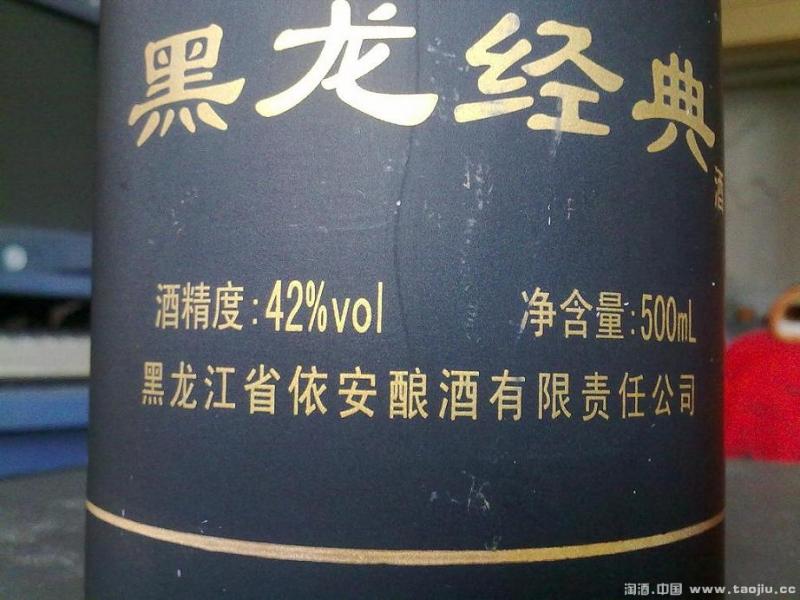 黑龙经典
酒
酒精度:42%vol 净含量:500mL
黑龙江省依安酿酒有限责任公司
淘酒.中国 www.taojiu.cc